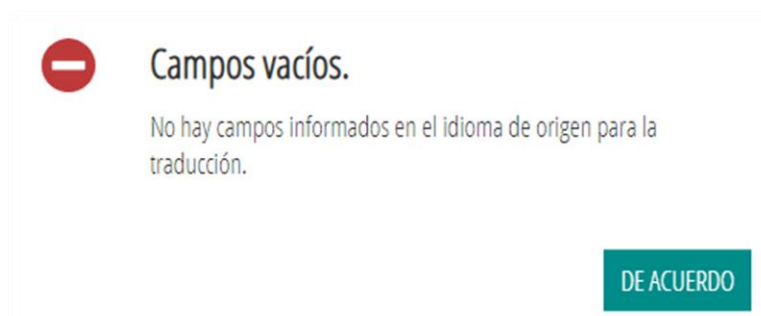 Campos vacíos.
No hay campos informados en el idioma de origen para la
traducción.
DE ACUERDO